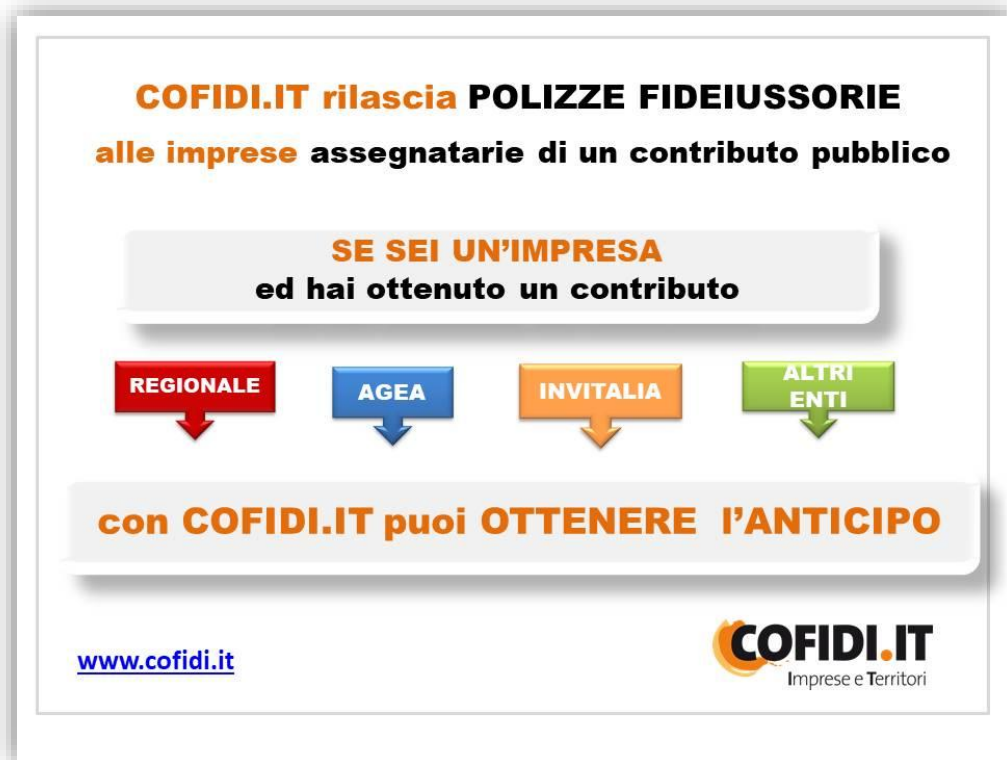 COFIDI.IT rilascia POLIZZE FIDEIUSSORIE
alle imprese assegnatarie di un contributo pubblico
SE SEI UN’IMPRESA
ed hai ottenuto un contributo
REGIONALE
AGEA
INVITALIA
ALTRI
ENTI
con COFIDI.IT puoi OTTENERE l’ANTICIPO
www.cofidi.it
COFIDI.IT
Imprese e Territori